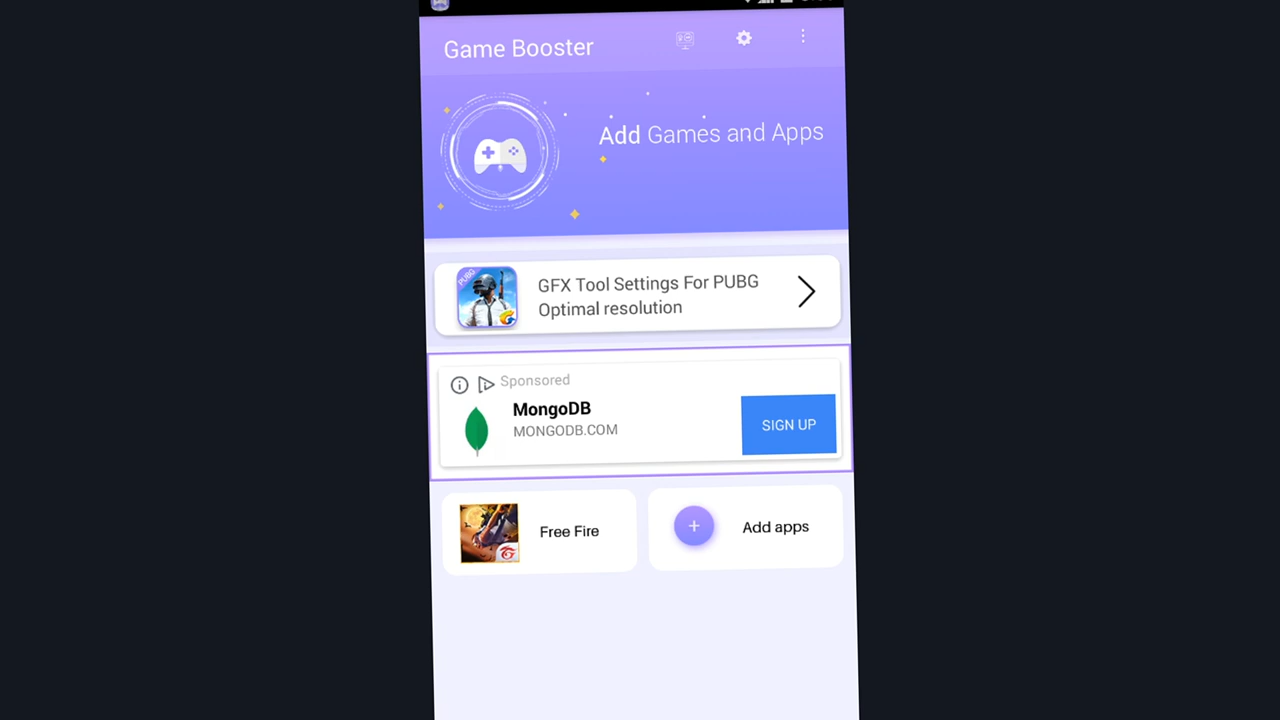 Game Booster
Add Games and Apps
PUBG
GFX Tool Settings For PUBG
Optimal resolution
Sponsored
MongoDB
MONGODB.COM
SIGN UP
Free Fire
Add apps